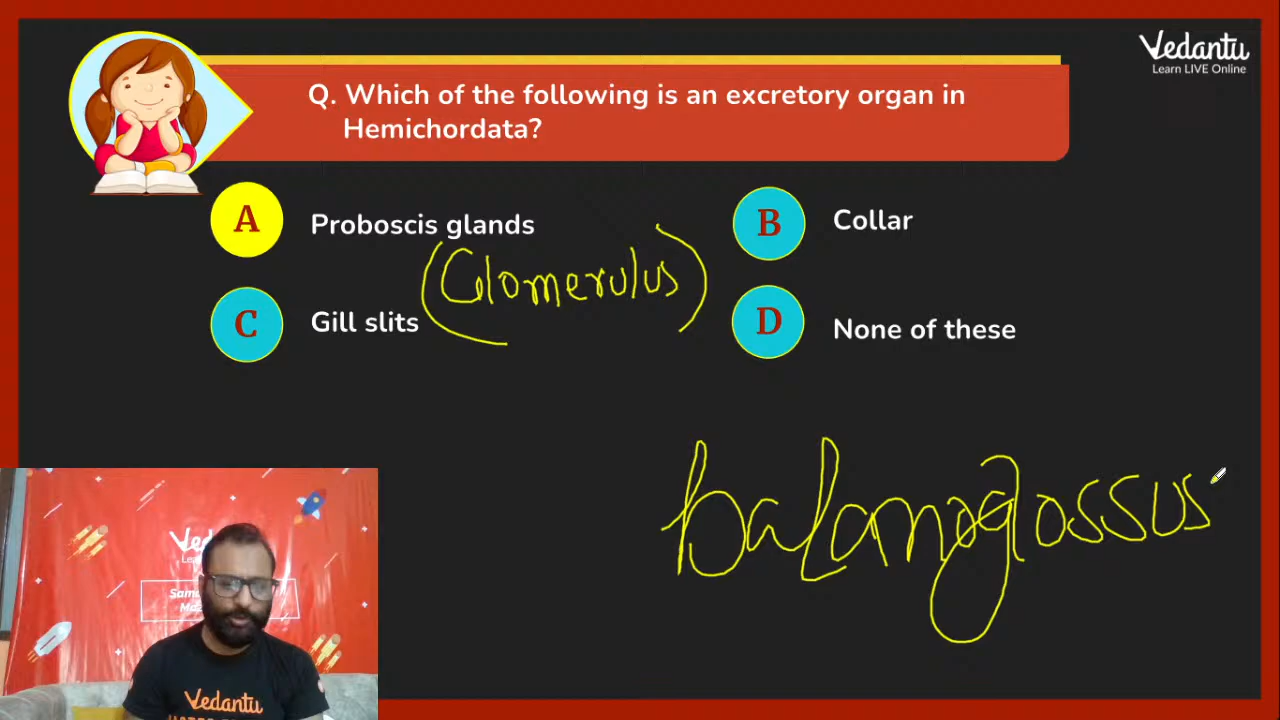 Vedantu
Learn LIVE Online
Q. Which of the following is an excretory organ in
Hemichordata?
A Proboscis glands
B Collar
(Glomerulus)
C Gill slits
D None of these
balanoglossus
Vedantu